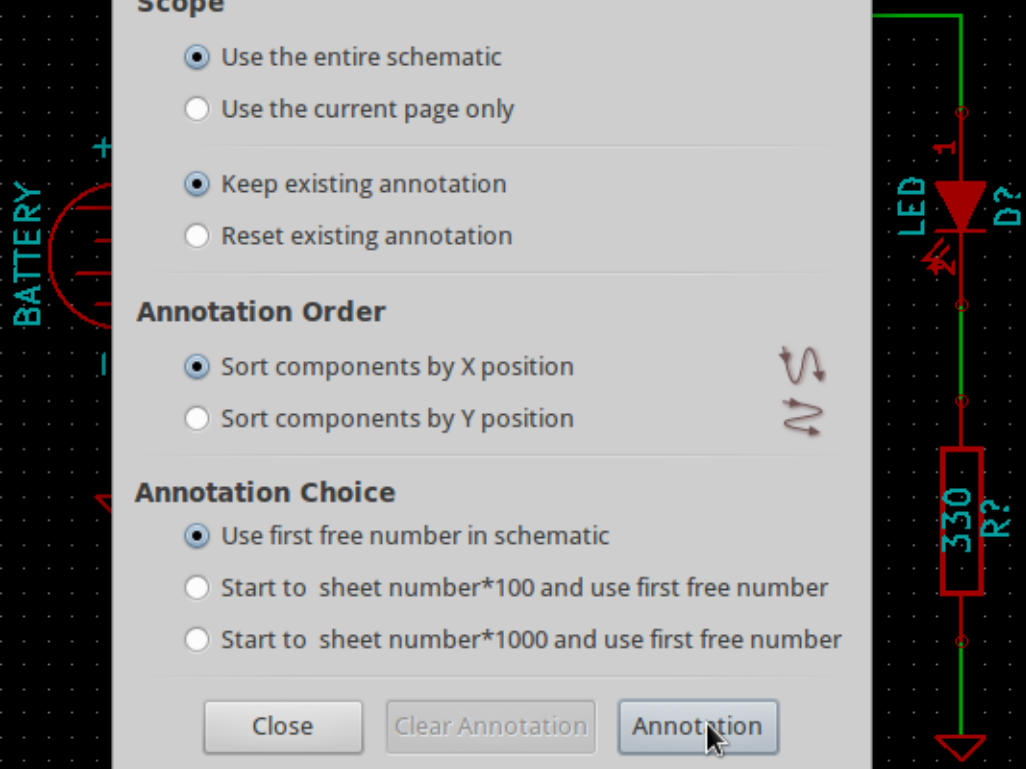 Scope
Use the entire schematic
Use the current page only
Keep existing annotation
Reset existing annotation
Annotation Order
Sort components by X position
Sort components by Y position
Annotation Choice
Use first free number in schematic
Start to  sheet number*100 and use first free number
Start to  sheet number*1000 and use first free number
Close
Clear Annotation
Annotation
BATTERY
+
-
1
LED
D?
2
330
R?